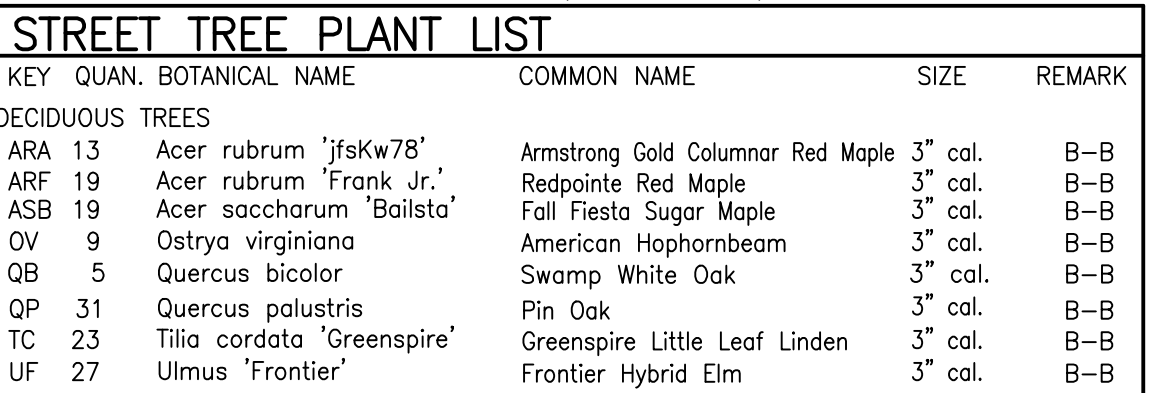 STREET TREE PLANT LIST
KEY QUAN. BOTANICAL NAME COMMON NAME SIZE REMARK
DECIDUOUS TREES
ARA 13 Acer rubrum 'jfsKw78' Armstrong Gold Columnar Red Maple 3" cal. B-B
ARF 19 Acer rubrum 'Frank Jr.' Redpointe Red Maple 3" cal. B-B
ASB 19 Acer saccharum 'Bailsta' Fall Fiesta Sugar Maple 3" cal. B-B
OV 9 Ostrya virginiana American Hophornbeam 3" cal. B-B
QB 5 Quercus bicolor Swamp White Oak 3" cal. B-B
QP 31 Quercus palustris Pin Oak 3" cal. B-B
TC 23 Tilia cordata 'Greenspire' Greenspire Little Leaf Linden 3" cal. B-B
UF 27 Ulmus 'Frontier' Frontier Hybrid Elm 3" cal. B-B